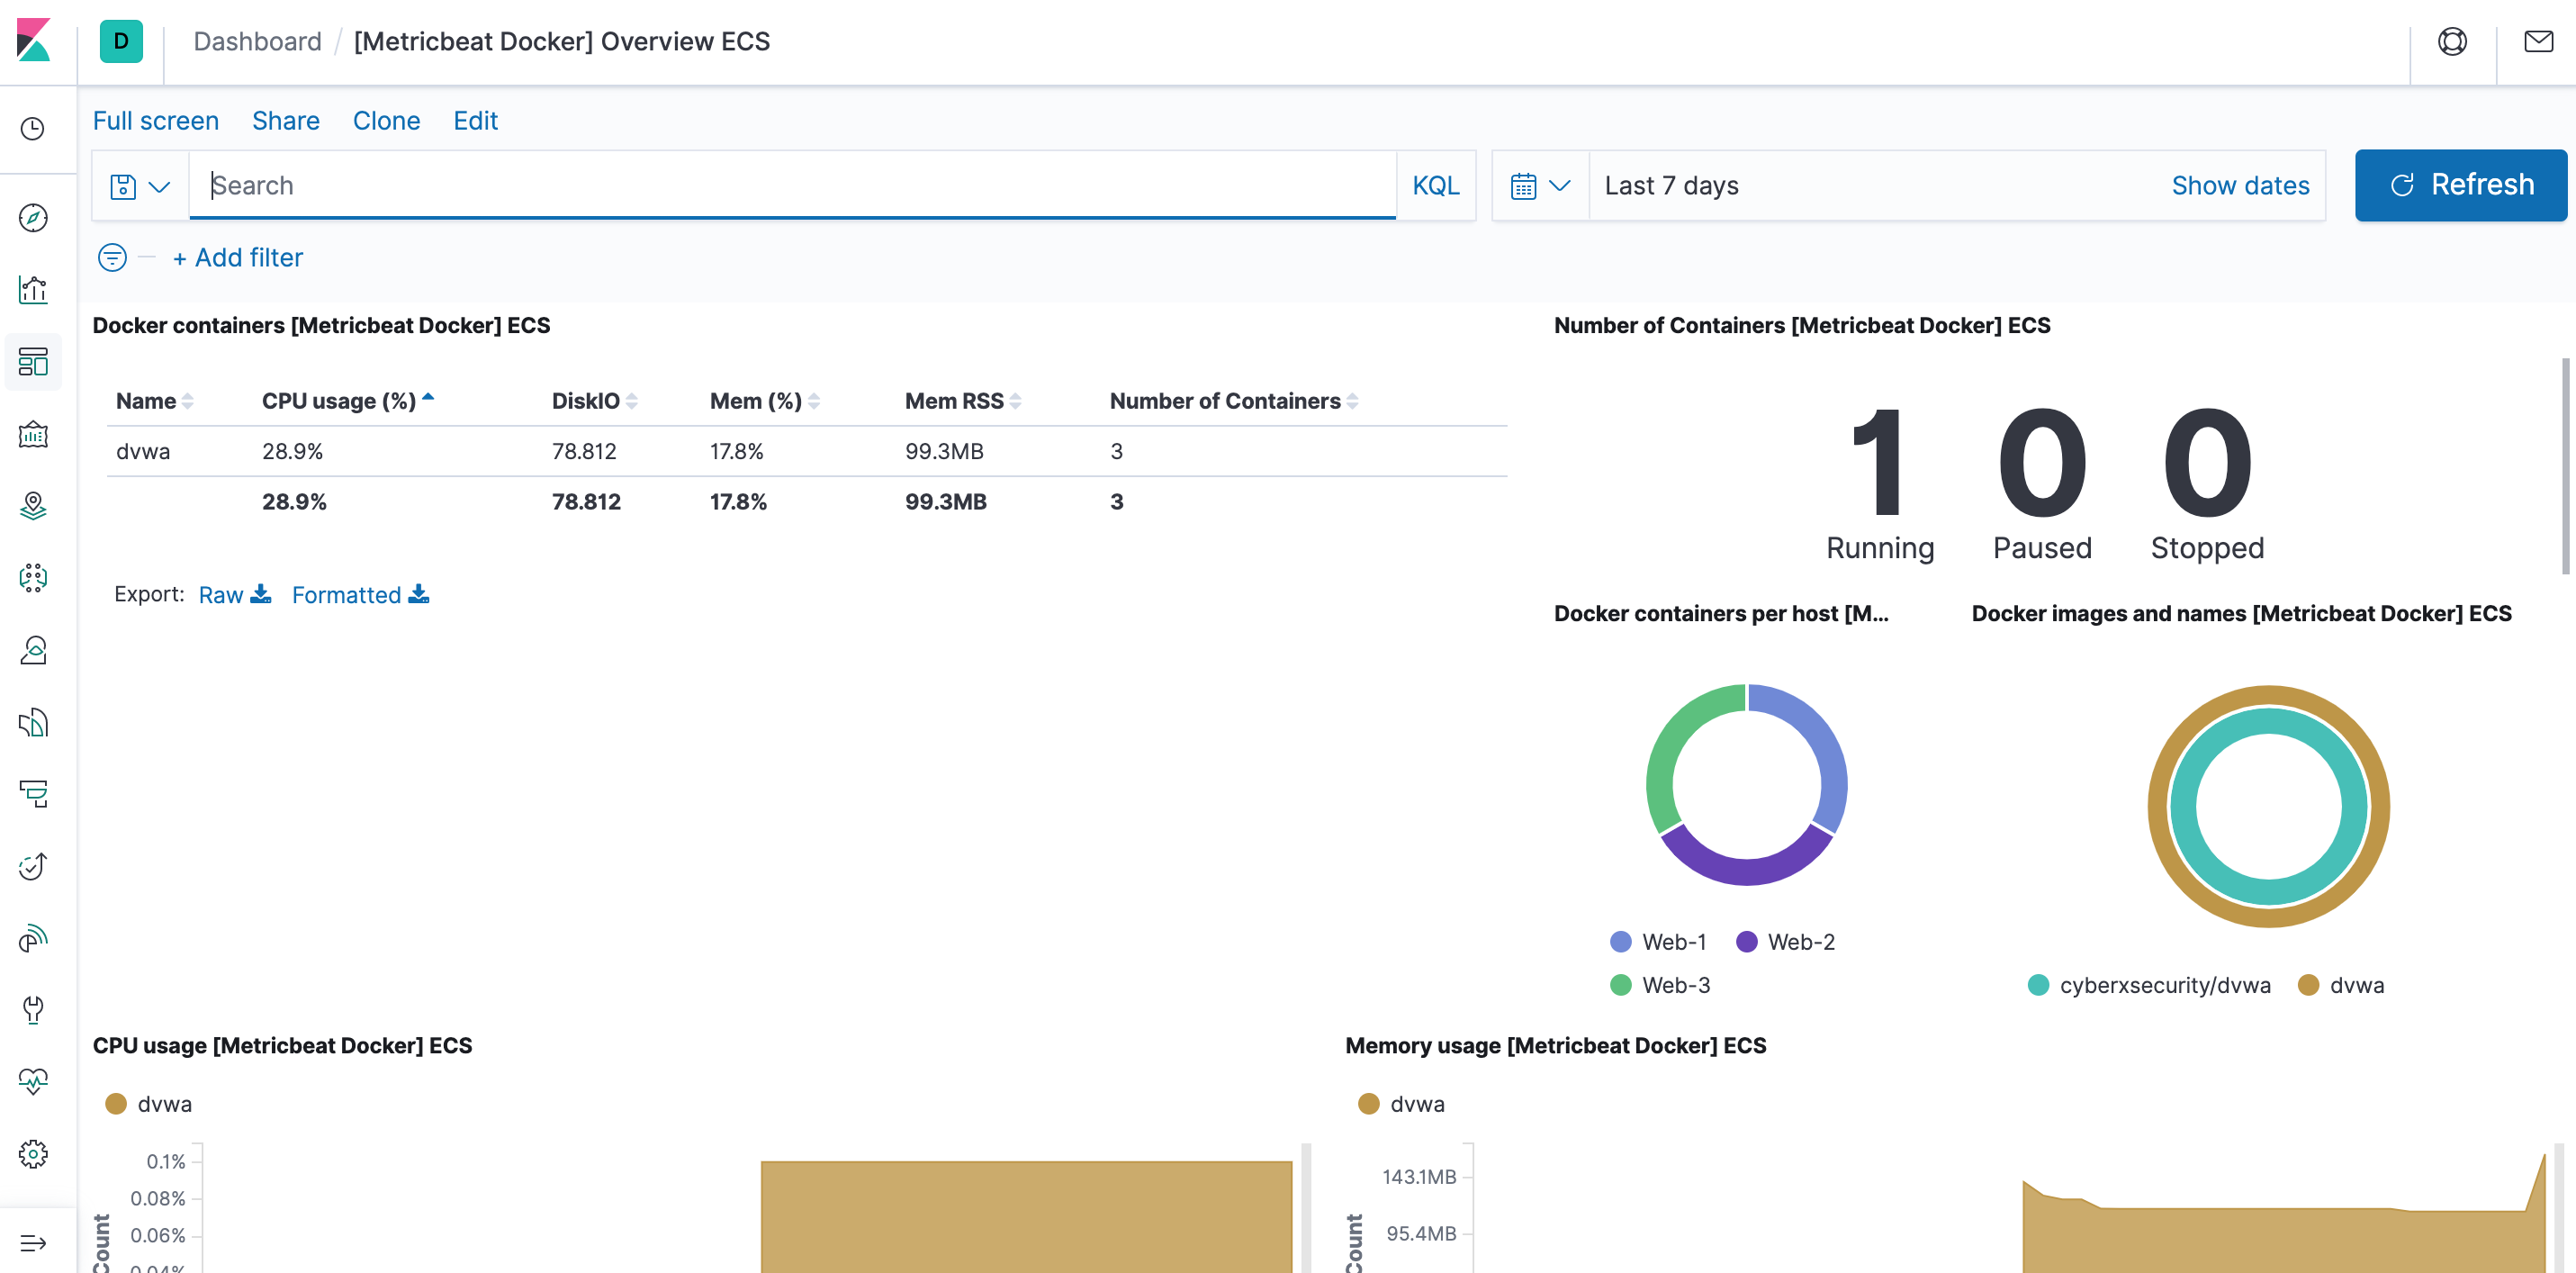 D Dashboard / [Metricbeat Docker] Overview ECS
Full screen Share Clone Edit
Search KQL Last 7 days Show dates Refresh
+ Add filter
Docker containers [Metricbeat Docker] ECS
Name CPU usage (%) DiskIO Mem (%) Mem RSS Number of Containers
dvwa 28.9% 78.812 17.8% 99.3MB 3
28.9% 78.812 17.8% 99.3MB 3
Export: Raw Formatted
Number of Containers [Metricbeat Docker] ECS
1 0 0
Running Paused Stopped
Docker containers per host [M...
Web-1 Web-2
Web-3
Docker images and names [Metricbeat Docker] ECS
cyberxsecurity/dvwa dvwa
CPU usage [Metricbeat Docker] ECS
dvwa
0.1%
0.08%
0.06%
0.04%
Count
Memory usage [Metricbeat Docker] ECS
dvwa
143.1MB
95.4MB
Count